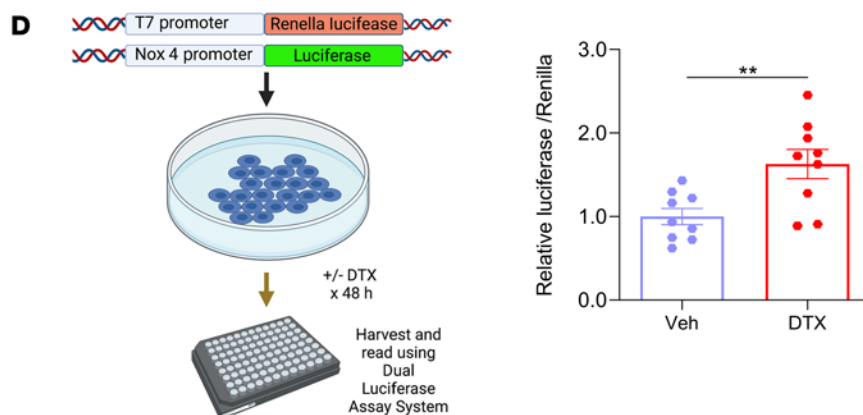 D
T7 promoter
Renella lucifease
Nox 4 promoter
Luciferase
+/- DTX
x 48 h
Harvest and
read using
Dual
Luciferase
Assay System
Relative luciferase /Renilla
3.0
2.0
1.0
0.0
**
Veh
DTX